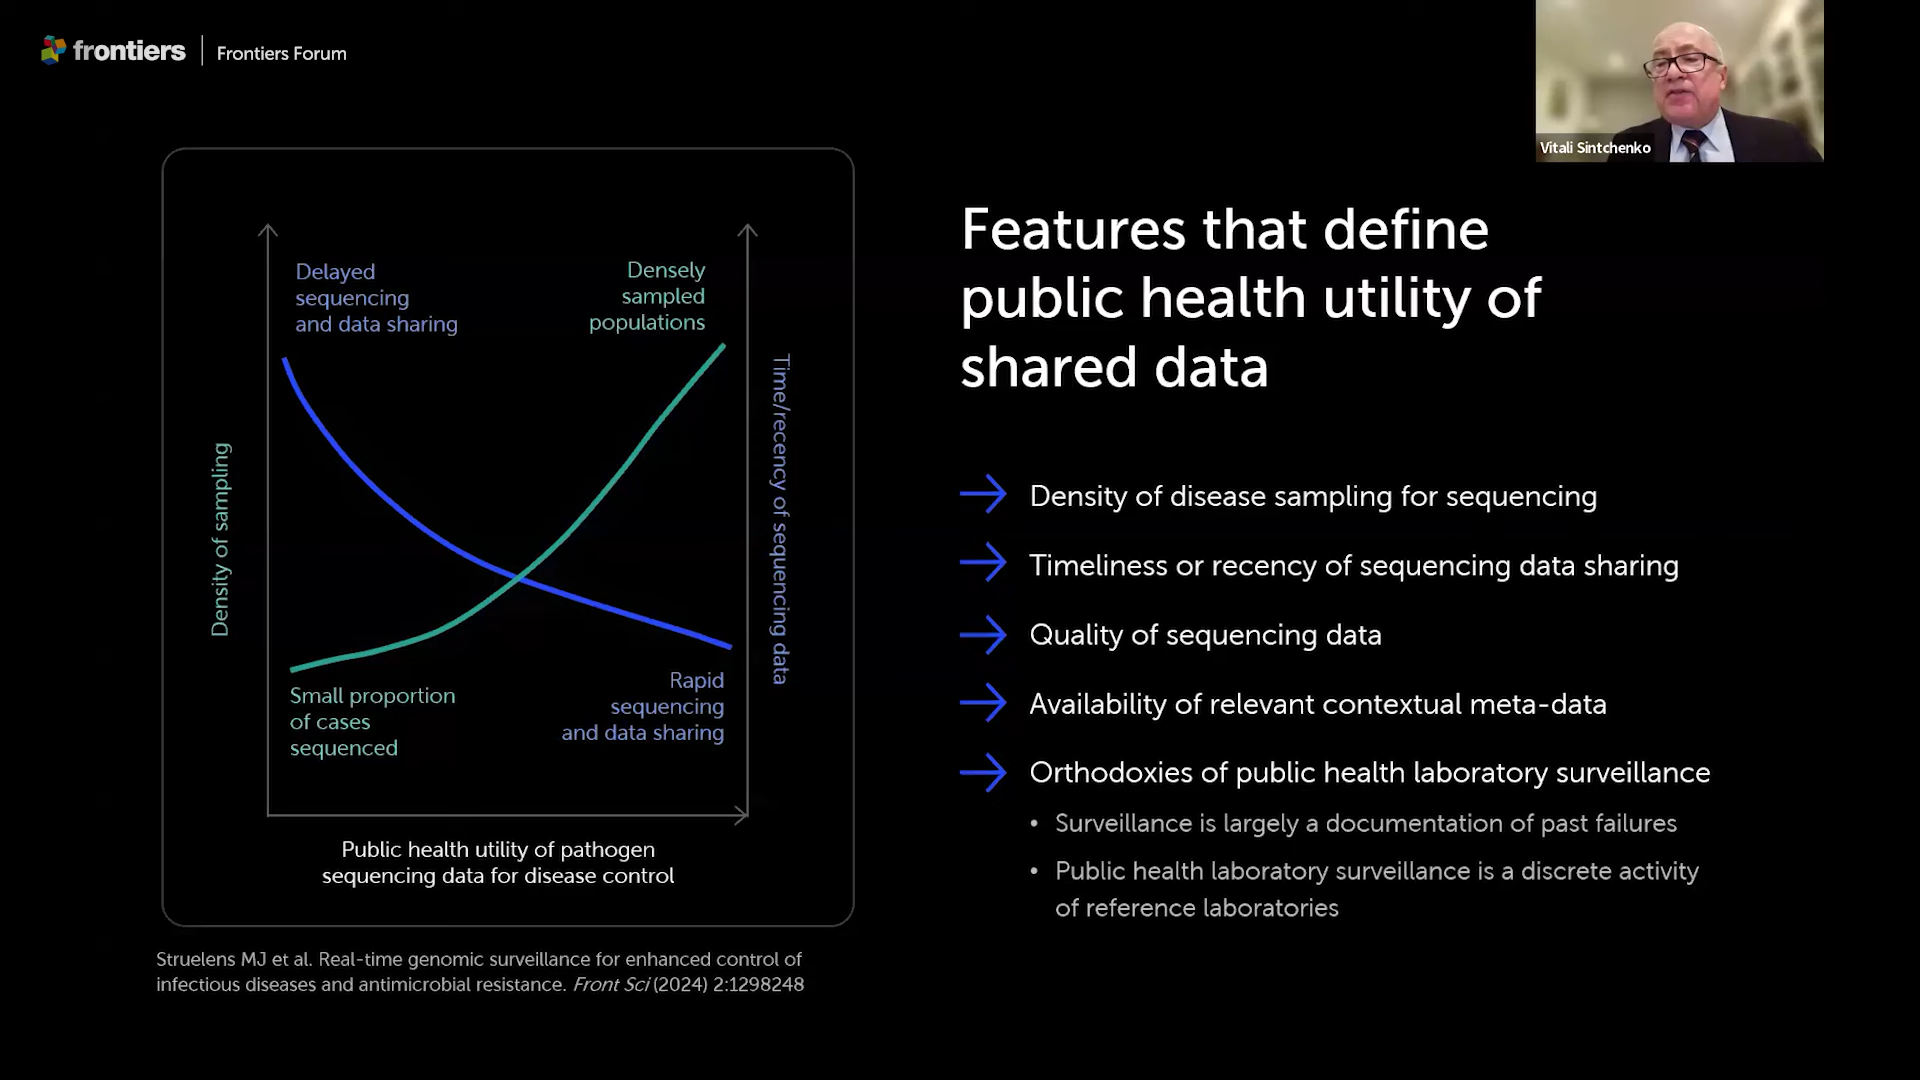 frontiers
Frontiers Forum
Vitali Sintchenko
Delayed
sequencing
and data sharing
Densely
sampled
populations
Density of sampling
Time/recency of sequencing data
Small proportion
of cases
sequenced
Rapid
sequencing
and data sharing
Public health utility of pathogen
sequencing data for disease control
Struelens MJ et al. Real-time genomic surveillance for enhanced control of
infectious diseases and antimicrobial resistance. Front Sci (2024) 2:1298248
Features that define
public health utility of
shared data
Density of disease sampling for sequencing
Timeliness or recency of sequencing data sharing
Quality of sequencing data
Availability of relevant contextual meta-data
Orthodoxies of public health laboratory surveillance
• Surveillance is largely a documentation of past failures
• Public health laboratory surveillance is a discrete activity
of reference laboratories